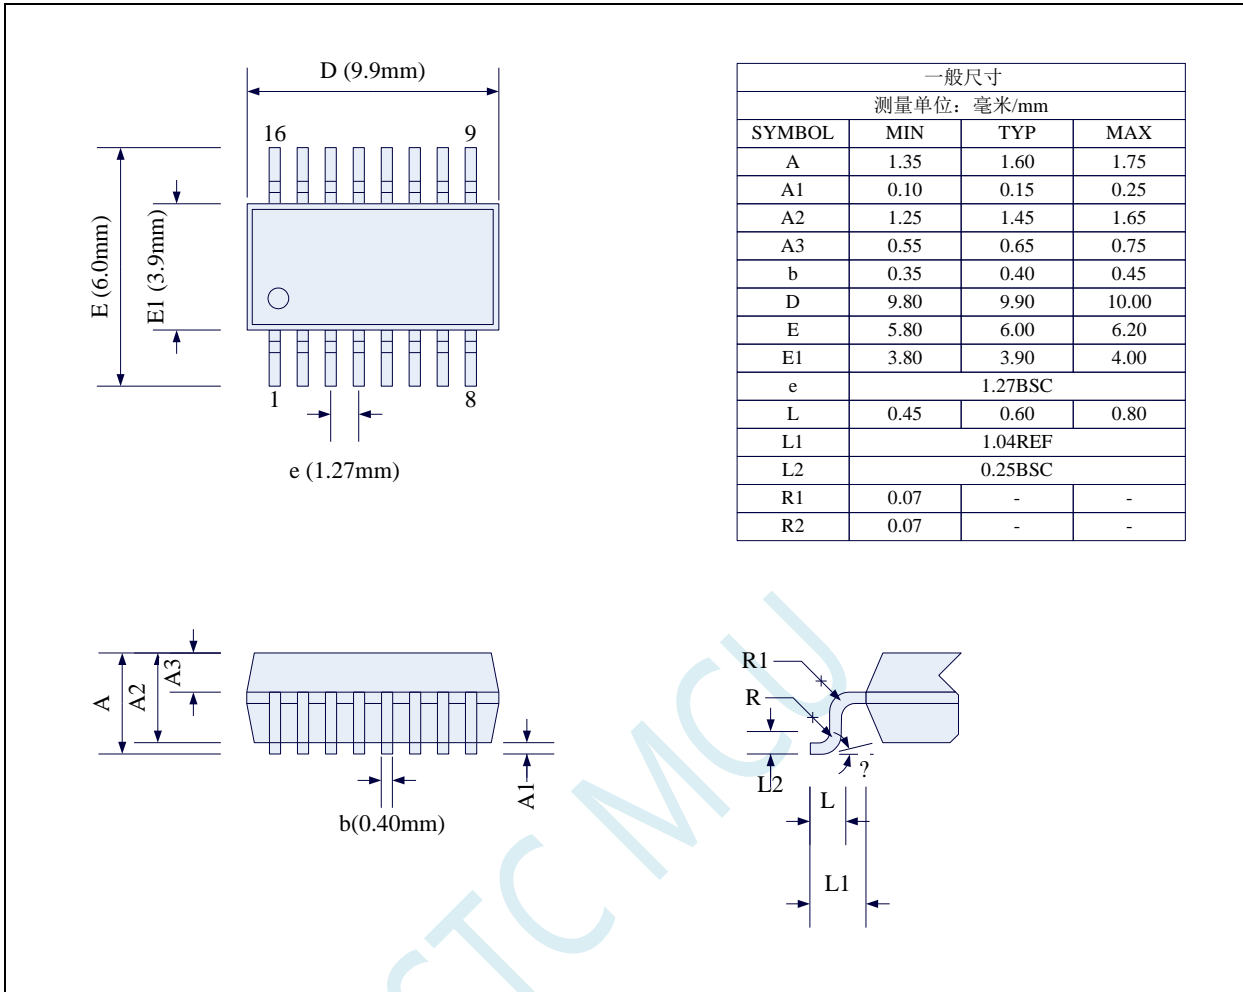 D (9.9mm)
16
9
E (6.0mm)
E1 (3.9mm)
1
8
e (1.27mm)
一般尺寸
测量单位：毫米/mm
SYMBOL MIN TYP MAX
A 1.35 1.60 1.75
A1 0.10 0.15 0.25
A2 1.25 1.45 1.65
A3 0.55 0.65 0.75
b 0.35 0.40 0.45
D 9.80 9.90 10.00
E 5.80 6.00 6.20
E1 3.80 3.90 4.00
e 1.27BSC
L 0.45 0.60 0.80
L1 1.04REF
L2 0.25BSC
R1 0.07 - -
R2 0.07 - -
A
A2
A3
A1
b(0.40mm)
R1
R
L2
?
L
L1
STC MCU